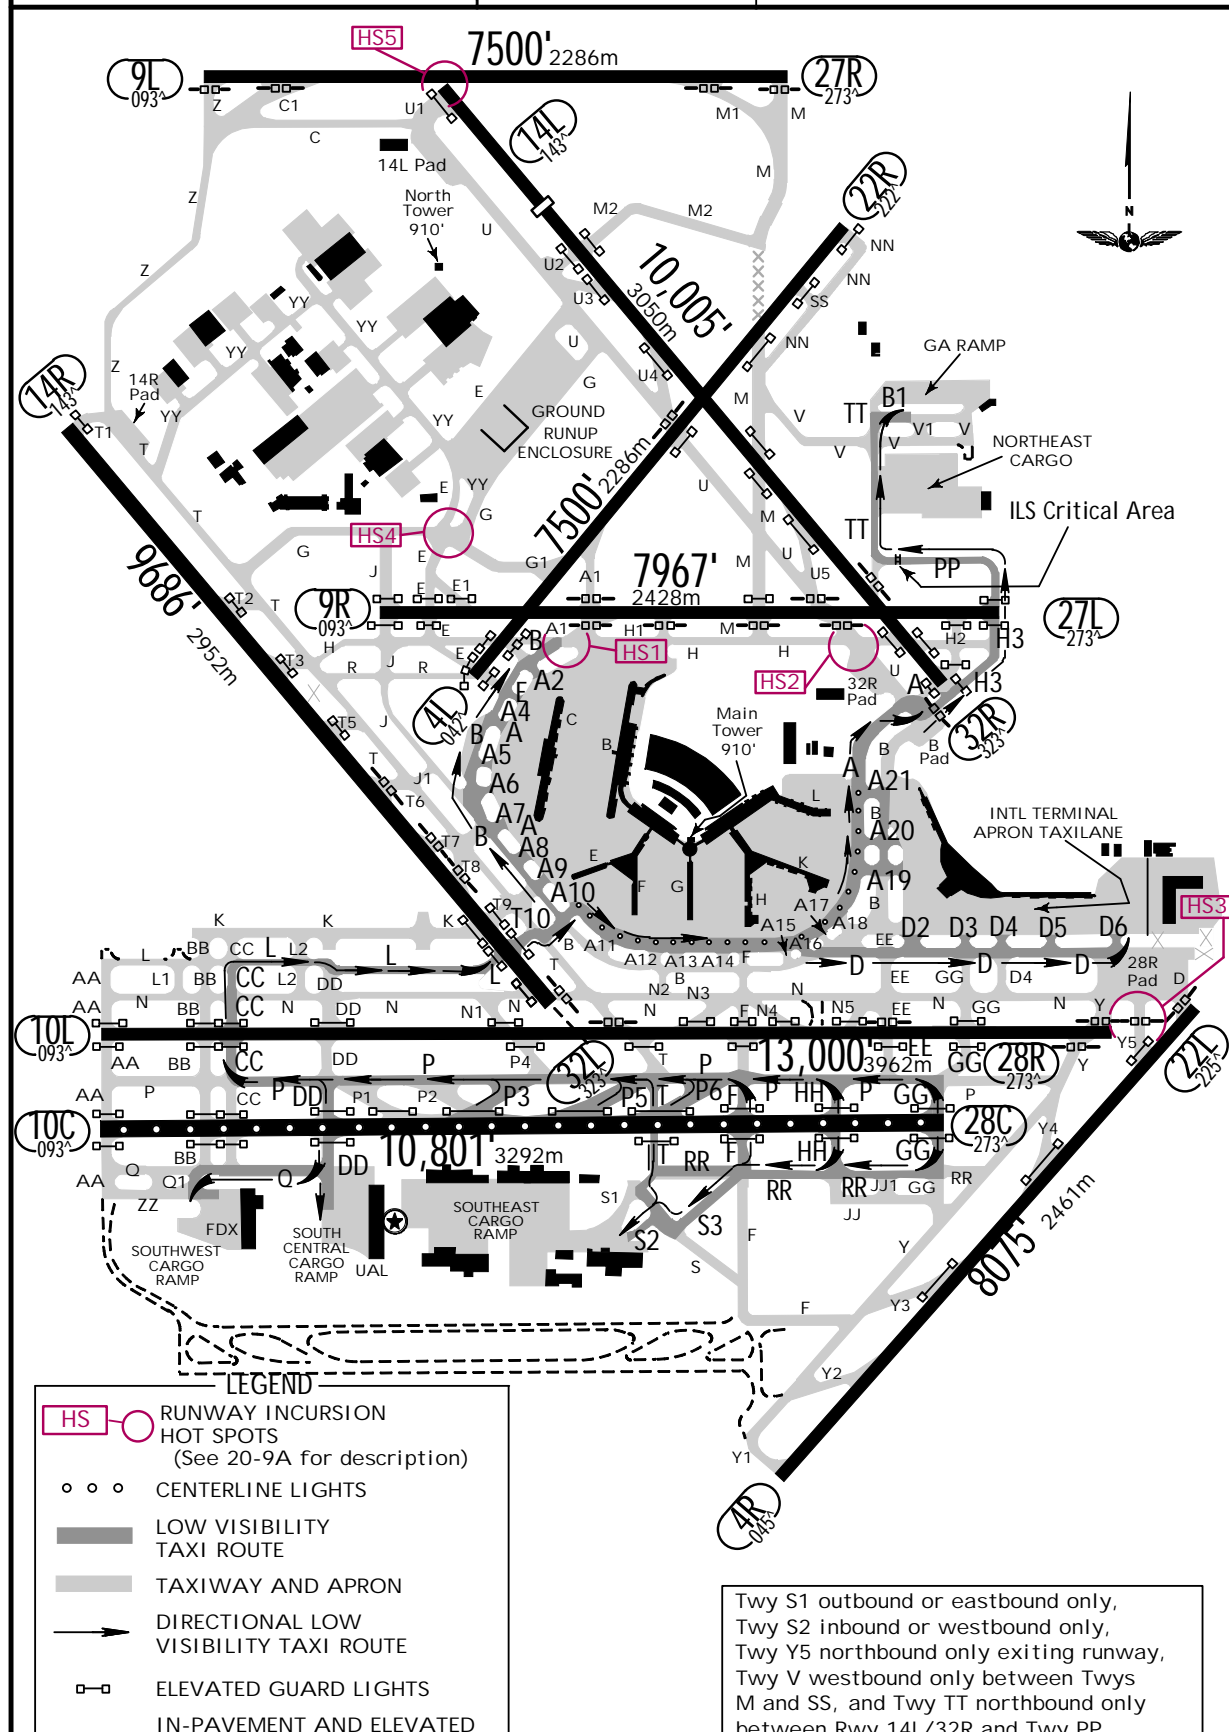 HS5
7500' 2286m
9L
093^
27R
273^
Z
C1
U1
M1
M
C
14L
143^
14L Pad
North
Tower
910'
22R
222^
M
N
Z
U
M2
M2
NN
Z
U2
U3
10,005'
3050m
NN
SS
YY
YY
YY
U
U4
NN
GA RAMP
Z
14R
143^
14R
Pad
YY
E
G
GROUND
RUNUP
ENCLOSURE
M
B1
TT
V
V
V1
V
V
J
T1
T
YY
NORTHEAST
CARGO
7500' 2286m
E
YY
G
U
ILS Critical Area
T
HS4
G
E
G1
M
M
U
TT
PP
H
9686'
2952m
J
A1
7967'
2428m
U5
T2
T
9R
093^
E
E1
27L
273^
H
E
A1
H1
M
H
H
H2
H3
B
HS1
HS2
U
T3
R
J
R
E
A2
F
32R
Pad
A
H3
4L
042^
A4
C
B
Main
Tower
910'
32R
323^
T5
J
B
A
A5
B
B
Pad
T
J1
A6
A
A21
T6
A7
A
L
B
INTL TERMINAL
APRON TAXILANE
T7
B
A8
A20
T8
A9
E
K
A19
T9
A10
F
G
H
A17
B
HS3
T10
A11
A15
A18
A16
D2
D3
D4
D5
D6
K
K
K
L
BB
CC
L
L2
L
B
A12
A13
A14
F
EE
28R
Pad
AA
L1
BB
CC
L2
DD
L
T
B
D
D
D
D
EE
GG
D4
AA
N
BB
CC
N
DD
N
N1
N
N2
N3
N
F
N4
N5
EE
N
GG
N
Y
10L
093^
AA
BB
CC
DD
P4
32L
323^
T
P
13,000'
3962m
EE
GG
28R
273^
Y
Y5
22L
225^
AA
P
CC
P
DD
P1
P
P2
P3
P5
T
P6
F
P
HH
P
GG
P
10C
093^
10,801' 3292m
28C
273^
Y4
AA
BB
Q
Q1
Q
DD
T
RR
F
HH
GG
RR
RR
JJ1
GG
RR
ZZ
S1
JJ
FDX
SOUTHEAST
CARGO
RAMP
S3
S2
8075'
2461m
SOUTHWEST
CARGO
RAMP
SOUTH
CENTRAL
CARGO
RAMP
UAL
F
Y
S
F
Y3
Y2
Y1
4R
045^
LEGEND
HS
RUNWAY INCURSION
HOT SPOTS
(See 20-9A for description)
CENTERLINE LIGHTS
LOW VISIBILITY
TAXI ROUTE
TAXIWAY AND APRON
DIRECTIONAL LOW
VISIBILITY TAXI ROUTE
ELEVATED GUARD LIGHTS
IN-PAVEMENT AND ELEVATED
Twy S1 outbound or eastbound only,
Twy S2 inbound or westbound only,
Twy Y5 northbound only exiting runway,
Twy V westbound only between Twys
M and SS, and Twy TT northbound only
between Rwy 14L/32R and Twy PP